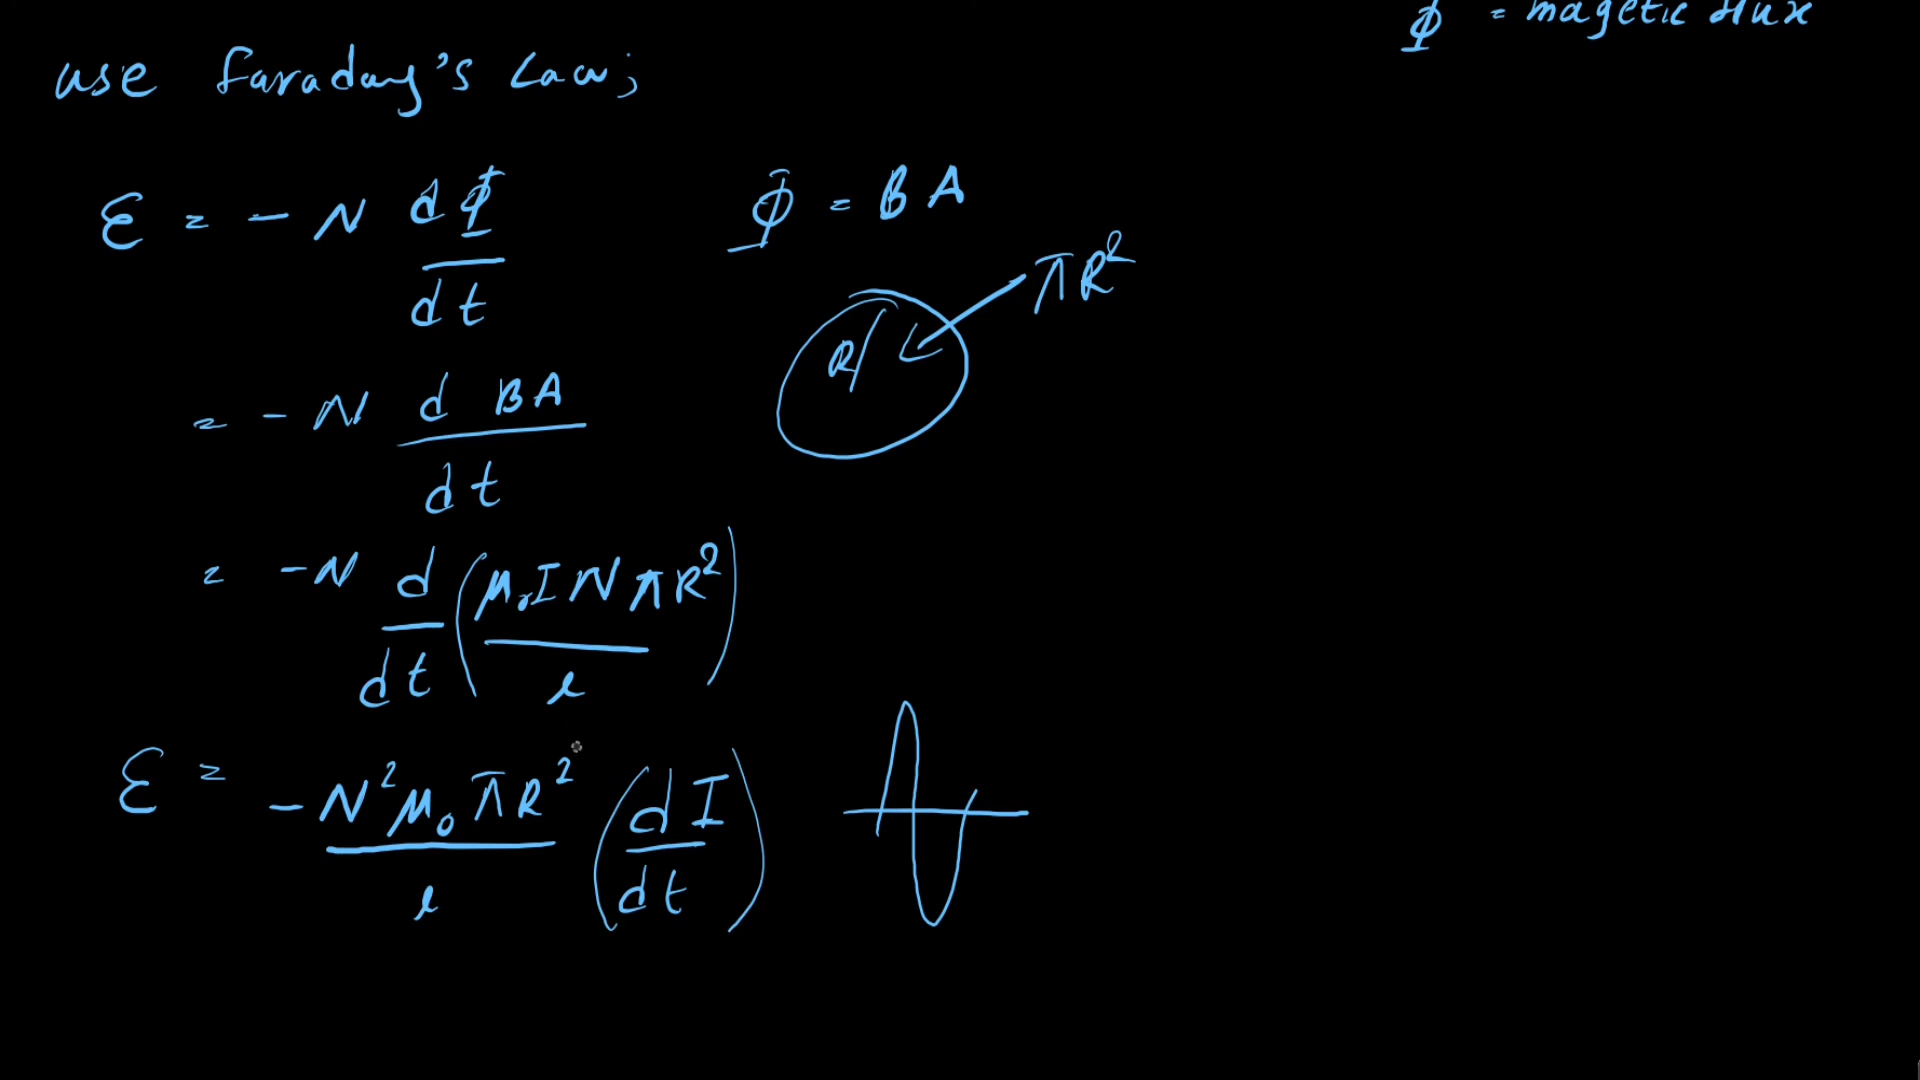 Φ = magetic flux
use faraday's Law;
ℰ = - N dΦ/dt
Φ = BA
πR²
R
= - N d BA/dt
= -N d/dt (μ₀INπR²/l)
ℰ = -N²μ₀πR²/l (dI/dt)